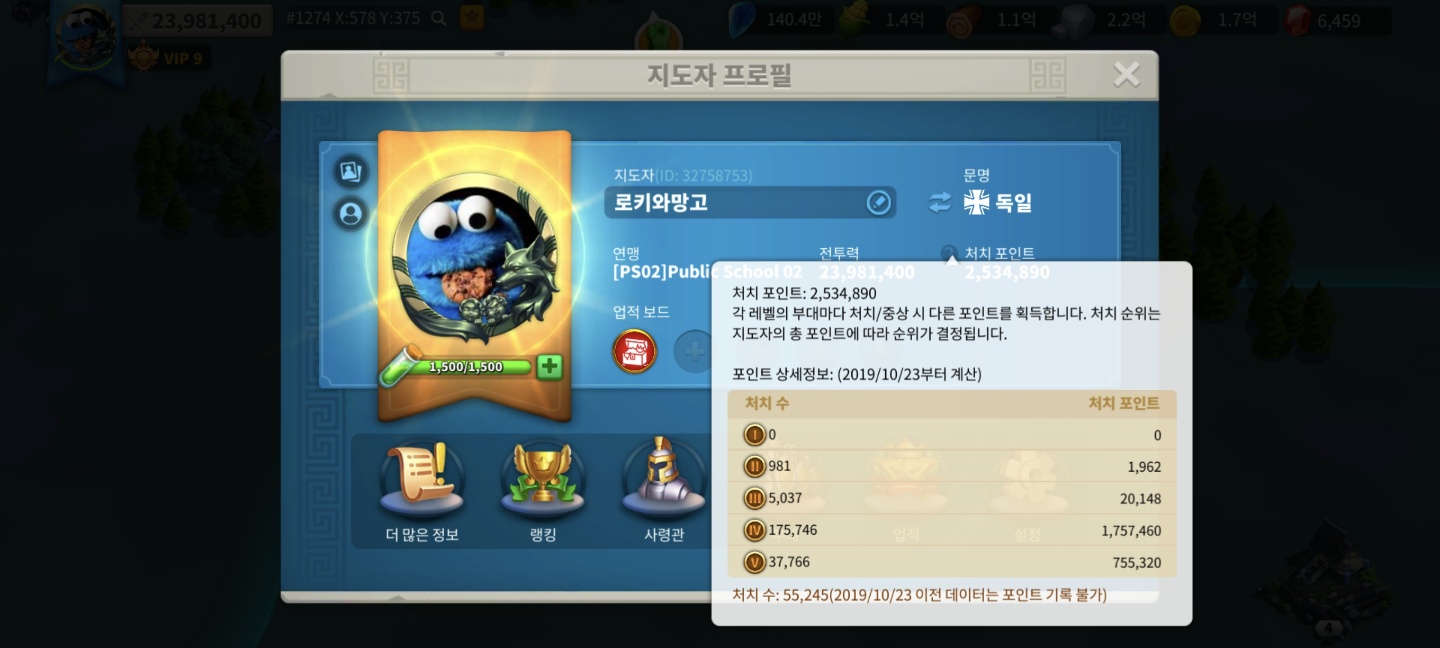 23,981,400
#1274 X:578 Y:375
140.4만
1.4억
1.1억
2.2억
1.7억
6,459
VIP 9
지도자 프로필
지도자(ID: 32758753)
문명
로키와망고
독일
연맹
전투력
처치 포인트
[PS02]Public School 02
23,981,400
2,534,890
업적 보드
1,500/1,500
더 많은 정보
랭킹
사령관
업적
설정
처치 포인트: 2,534,890
각 레벨의 부대마다 처치/중상 시 다른 포인트를 획득합니다. 처치 순위는
지도자의 총 포인트에 따라 순위가 결정됩니다.
포인트 상세정보: (2019/10/23부터 계산)
처치 수 처치 포인트
I 0 0
II 981 1,962
III 5,037 20,148
IV 175,746 1,757,460
V 37,766 755,320
처치 수: 55,245(2019/10/23 이전 데이터는 포인트 기록 불가)
4